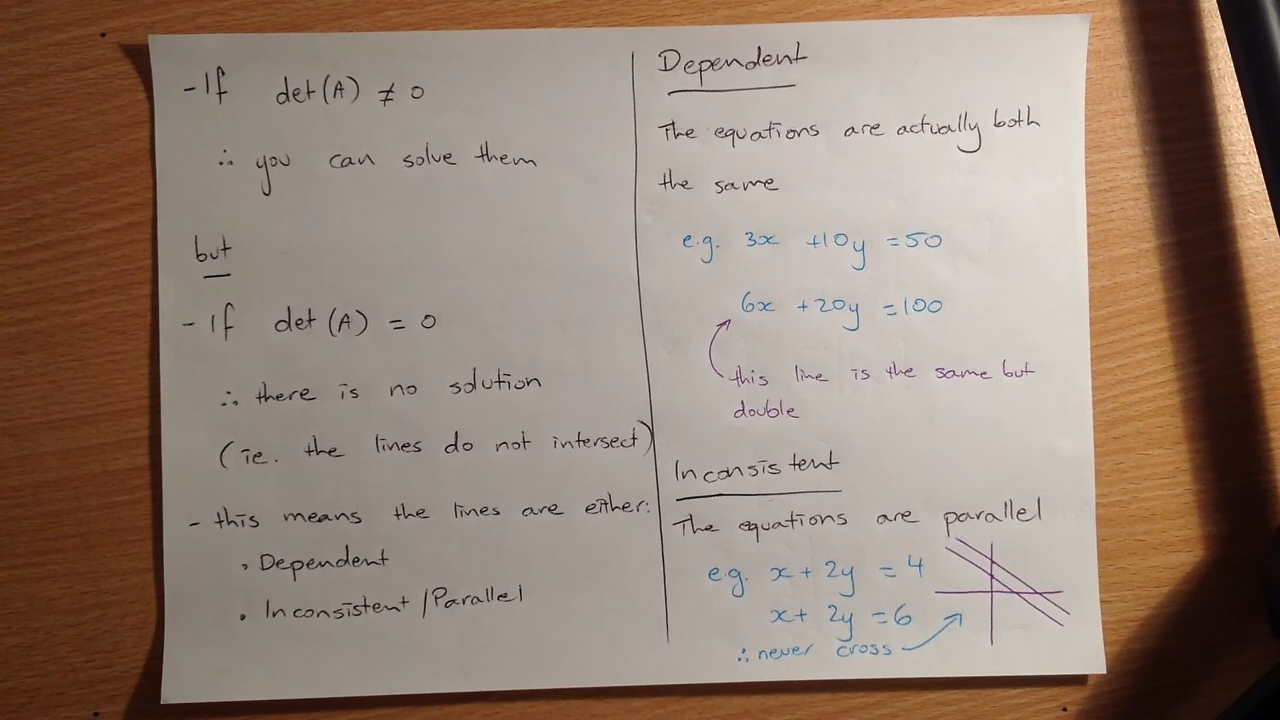 - If det(A) ≠ 0
∴ you can solve them
but
- If det (A) = 0
∴ there is no solution
(ie. the lines do not intersect)
- this means the lines are either:
• Dependent
• Inconsistent / Parallel
Dependent
The equations are actually both
the same
e.g. 3x + 10y = 50
6x + 20y = 100
this line is the same but
double
Inconsistent
The equations are parallel
e.g. x + 2y = 4
x + 2y = 6
∴ never cross